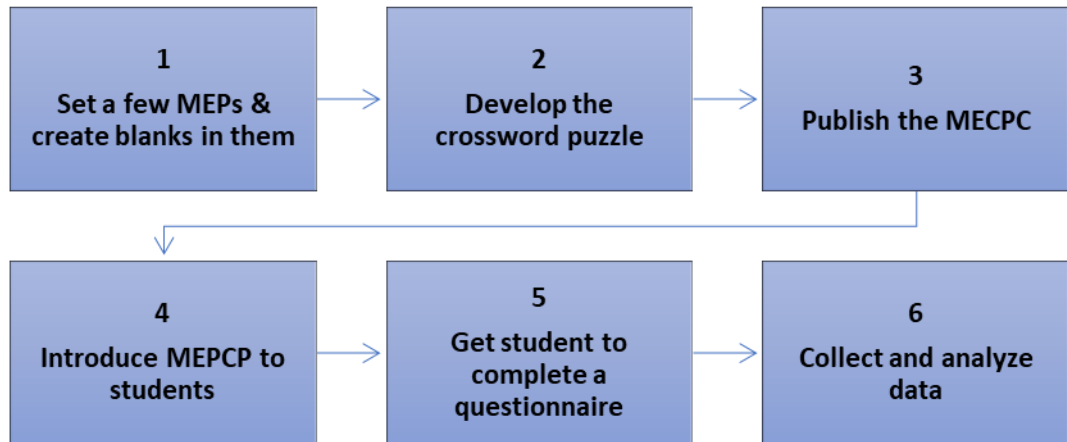 1
Set a few MEPs &
create blanks in them
2
Develop the
crossword puzzle
3
Publish the MECPC
4
Introduce MEPCP to
students
5
Get student to
complete a
questionnaire
6
Collect and analyze
data